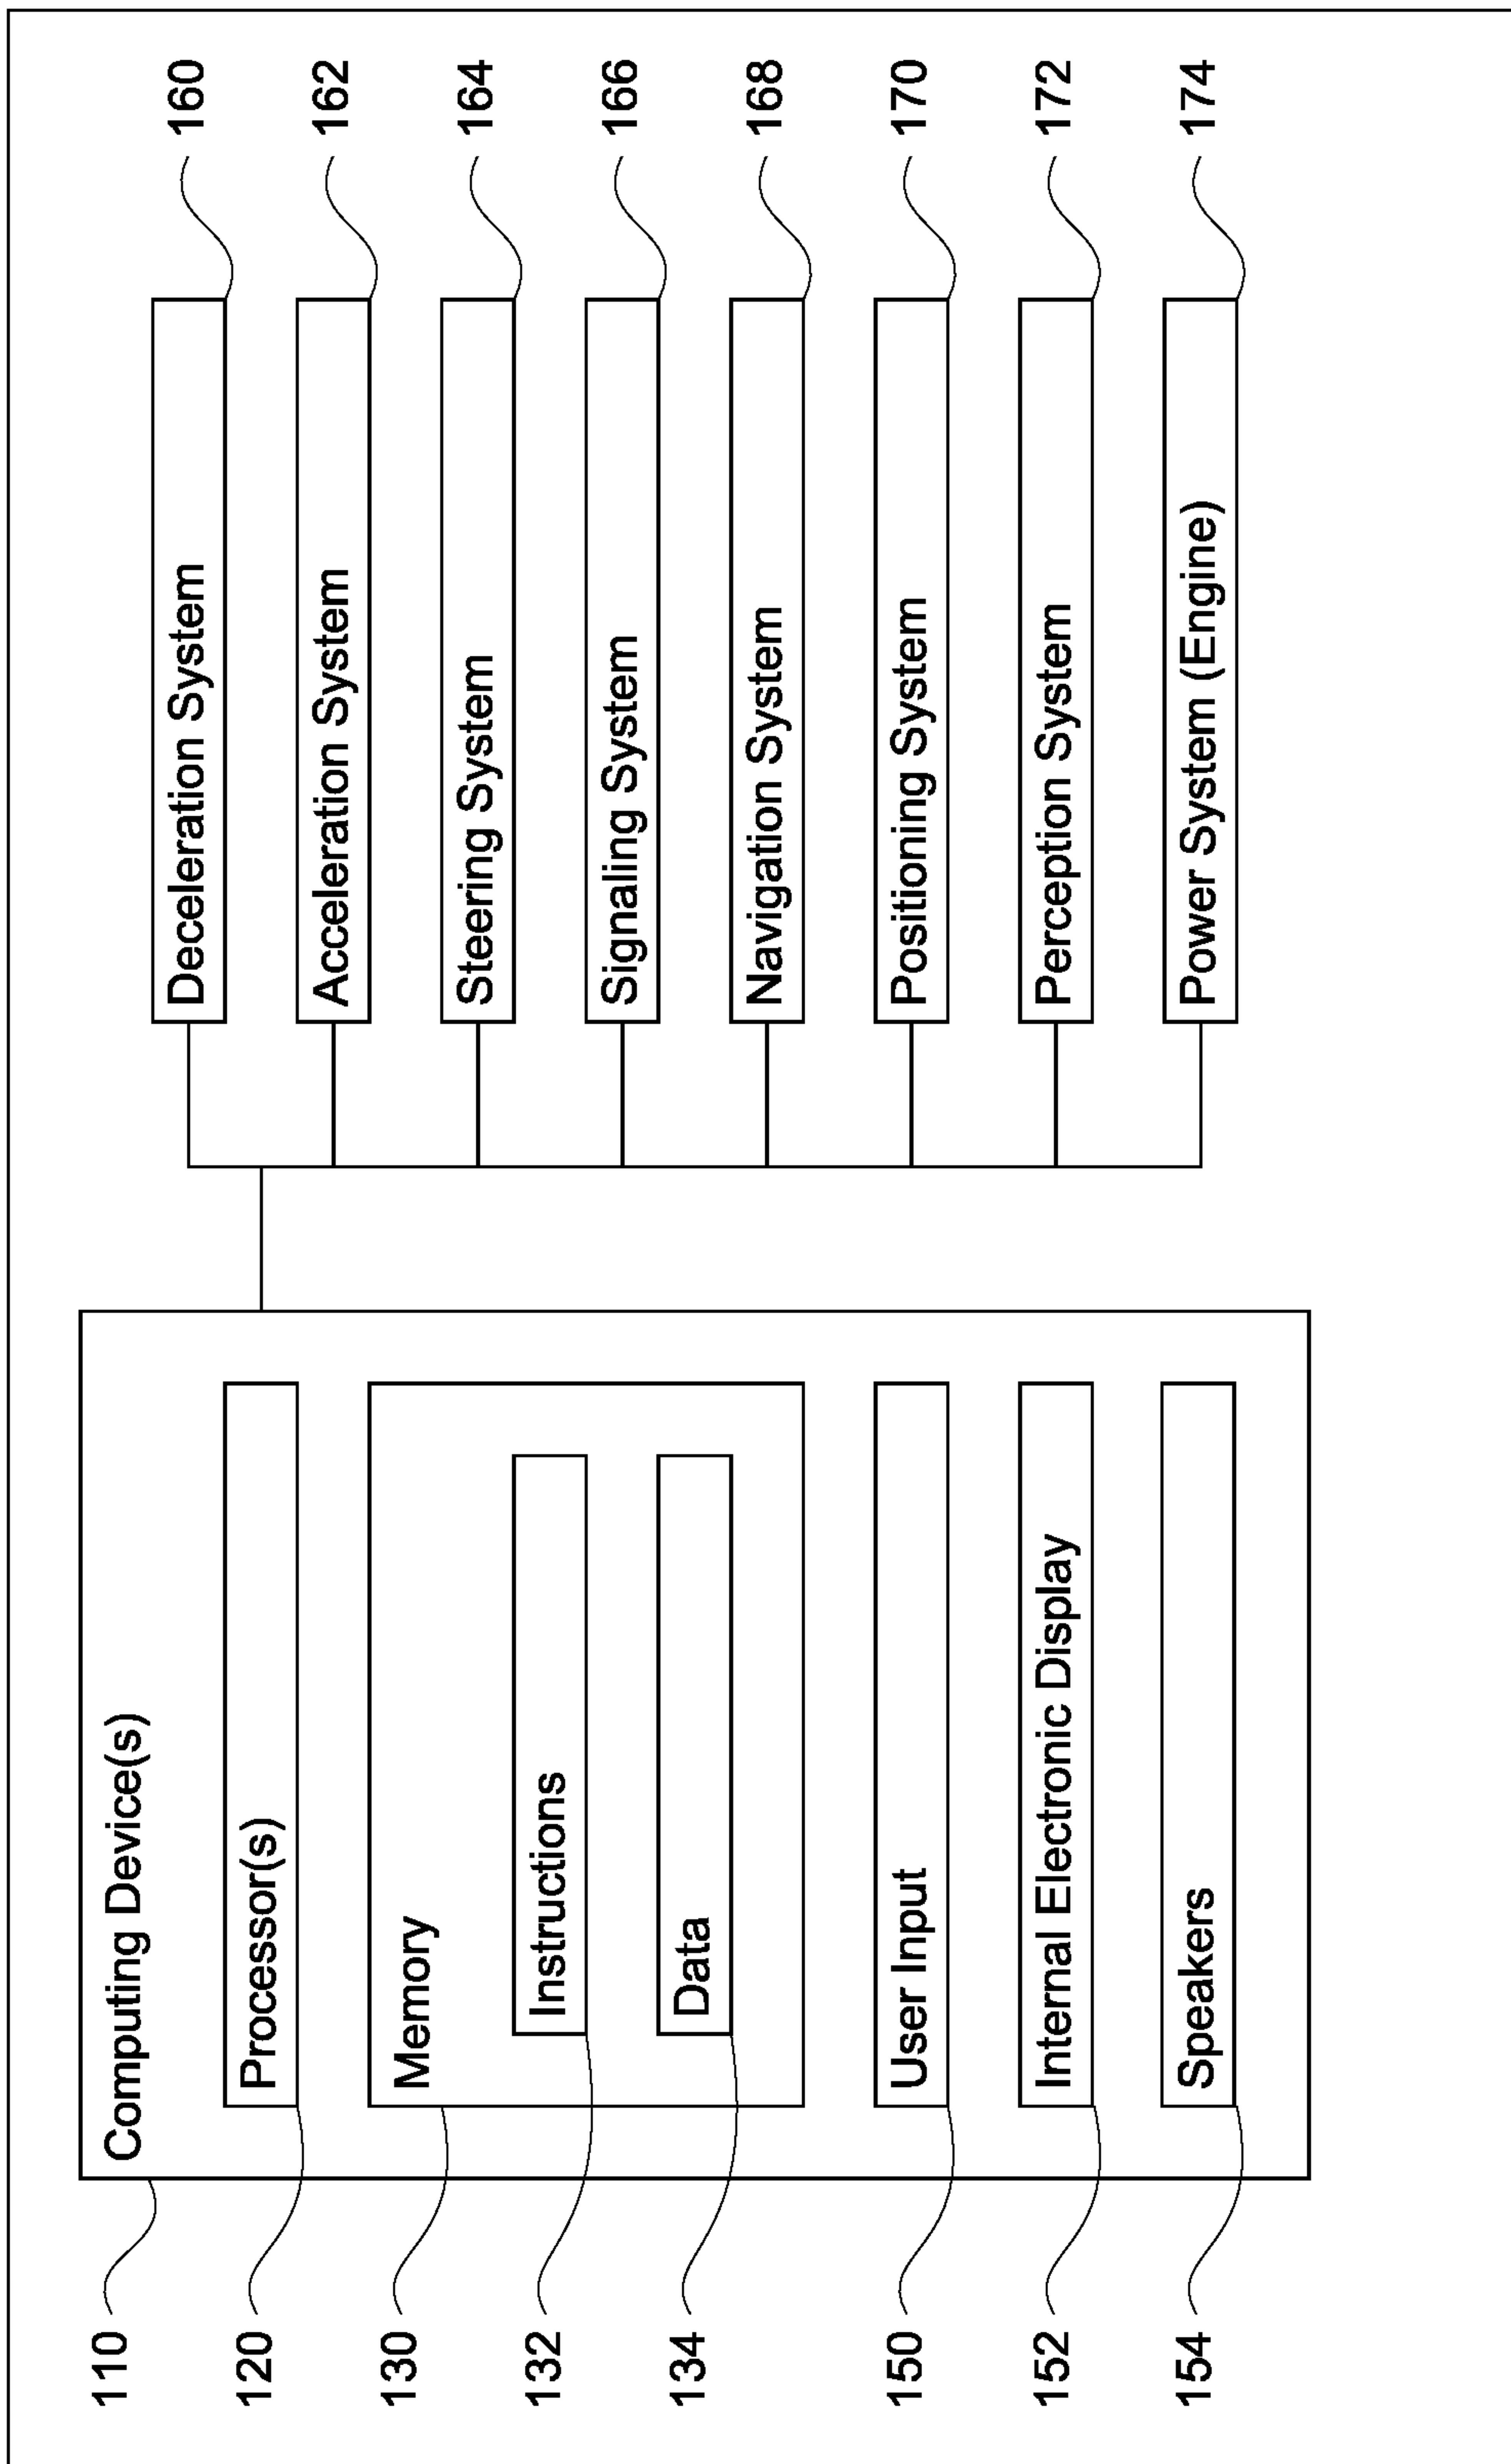 110
Computing Device(s)
120
Processor(s)
130
Memory
132
Instructions
134
Data
150
User Input
152
Internal Electronic Display
154
Speakers
Deceleration System
160
Acceleration System
162
Steering System
164
Signaling System
166
Navigation System
168
Positioning System
170
Perception System
172
Power System (Engine)
174